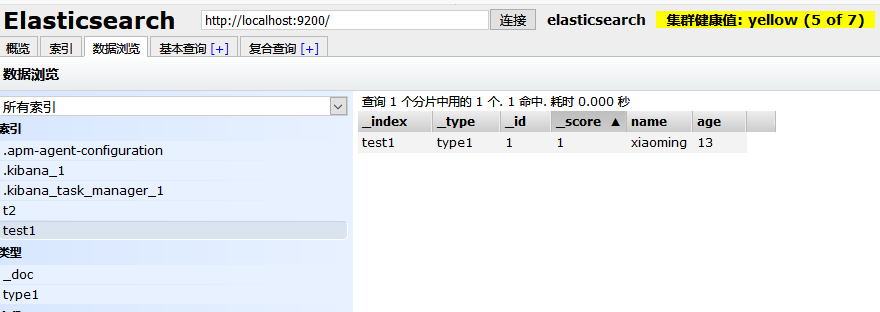 Elasticsearch http://localhost:9200/ 连接 elasticsearch 集群健康值: yellow (5 of 7)
概览 索引 数据浏览 基本查询 [+] 复合查询 [+]
数据浏览
所有索引
索引
.apm-agent-configuration
.kibana_1
.kibana_task_manager_1
t2
test1
类型
_doc
type1
查询 1 个分片中用的 1 个. 1 命中. 耗时 0.000 秒
_index _type _id _score ▲ name age
test1 type1 1 1 xiaoming 13